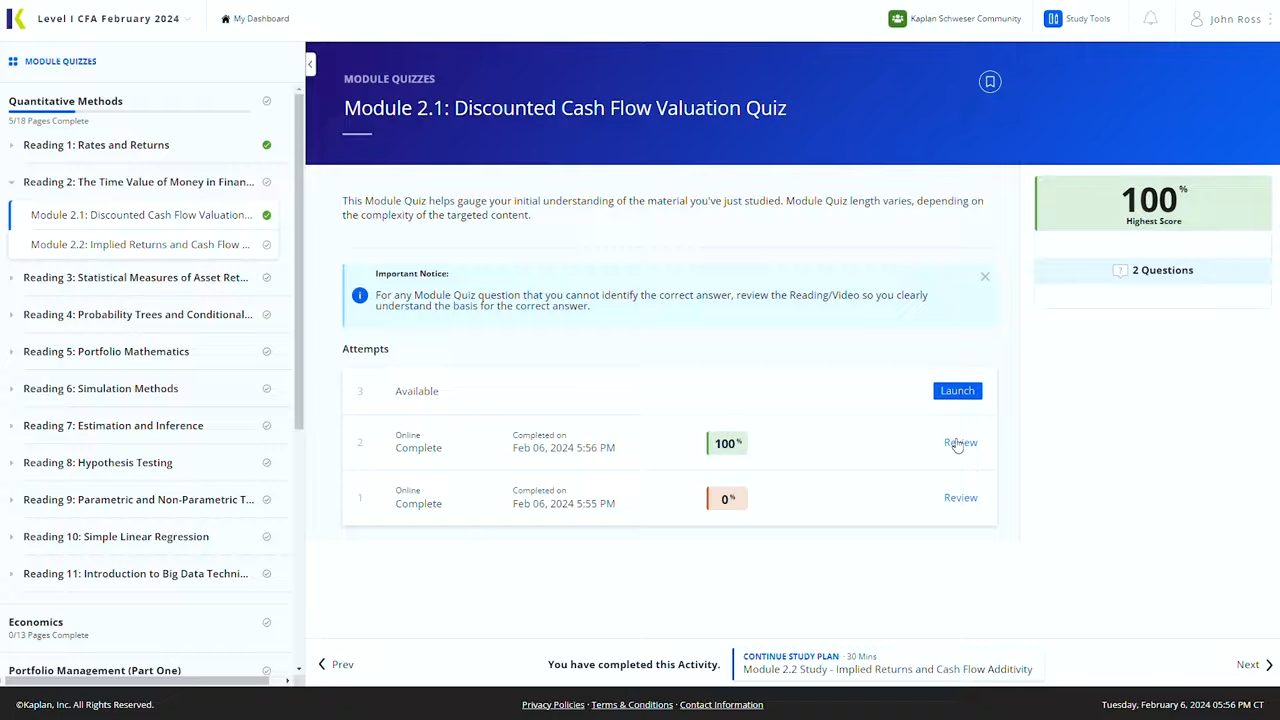 Level I CFA February 2024
My Dashboard
Kaplan Schweser Community
Study Tools
John Ross
MODULE QUIZZES
Quantitative Methods
5/18 Pages Complete
Reading 1: Rates and Returns
Reading 2: The Time Value of Money in Finan...
Module 2.1: Discounted Cash Flow Valuation...
Module 2.2: Implied Returns and Cash Flow ...
Reading 3: Statistical Measures of Asset Ret...
Reading 4: Probability Trees and Conditional...
Reading 5: Portfolio Mathematics
Reading 6: Simulation Methods
Reading 7: Estimation and Inference
Reading 8: Hypothesis Testing
Reading 9: Parametric and Non-Parametric T...
Reading 10: Simple Linear Regression
Reading 11: Introduction to Big Data Techni...
Economics
0/13 Pages Complete
Portfolio Management (Part One)
MODULE QUIZZES
Module 2.1: Discounted Cash Flow Valuation Quiz
This Module Quiz helps gauge your initial understanding of the material you've just studied. Module Quiz length varies, depending on
the complexity of the targeted content.
Important Notice:
For any Module Quiz question that you cannot identify the correct answer, review the Reading/Video so you clearly
understand the basis for the correct answer.
Attempts
3 Available Launch
2 Online Complete Completed on Feb 06, 2024 5:56 PM 100% Review
1 Online Complete Completed on Feb 06, 2024 5:55 PM 0% Review
100%
Highest Score
2 Questions
Prev
You have completed this Activity.
CONTINUE STUDY PLAN - 30 Mins
Module 2.2 Study - Implied Returns and Cash Flow Additivity
Next
©Kaplan, Inc. All Rights Reserved.
Privacy Policies · Terms & Conditions · Contact Information
Tuesday, February 6, 2024 05:56 PM CT